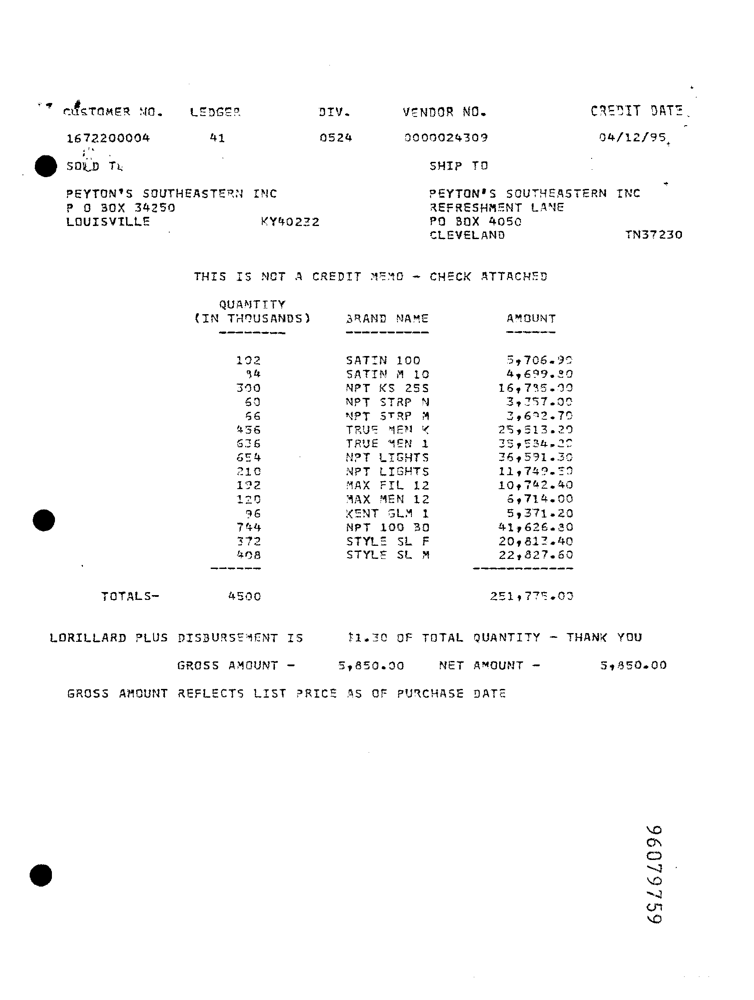 CUSTOMER NO. LEDGER DIV. VENDOR NO. CREDIT DATE
1672200004 41 0524 0000024309 04/12/95
SOLD TO SHIP TO
PEYTON'S SOUTHEASTERN INC PEYTON'S SOUTHEASTERN INC
P O BOX 34250 REFRESHMENT LANE
LOUISVILLE KY40232 PO BOX 4050
CLEVELAND TN37230
THIS IS NOT A CREDIT MEMO - CHECK ATTACHED
QUANTITY
(IN THOUSANDS) BRAND NAME AMOUNT
102 SATIN 100 5,706.90
84 SATIN M 10 4,699.80
300 NPT KS 25S 16,785.00
60 NPT STRP N 3,357.00
66 NPT STRP M 3,692.70
456 TRUE MEN K 25,513.20
636 TRUE MEN 1 35,584.20
654 NPT LIGHTS 36,591.30
210 NPT LIGHTS 11,749.50
192 MAX FIL 12 10,742.40
120 MAX MEN 12 6,714.00
96 KENT GLM 1 5,371.20
744 NPT 100 30 41,626.80
372 STYLE SL F 20,813.40
408 STYLE SL M 22,827.60
TOTALS- 4500 251,775.00
LORILLARD PLUS DISBURSEMENT IS $1.30 OF TOTAL QUANTITY - THANK YOU
GROSS AMOUNT - 5,850.00 NET AMOUNT - 5,850.00
GROSS AMOUNT REFLECTS LIST PRICE AS OF PURCHASE DATE
96079759